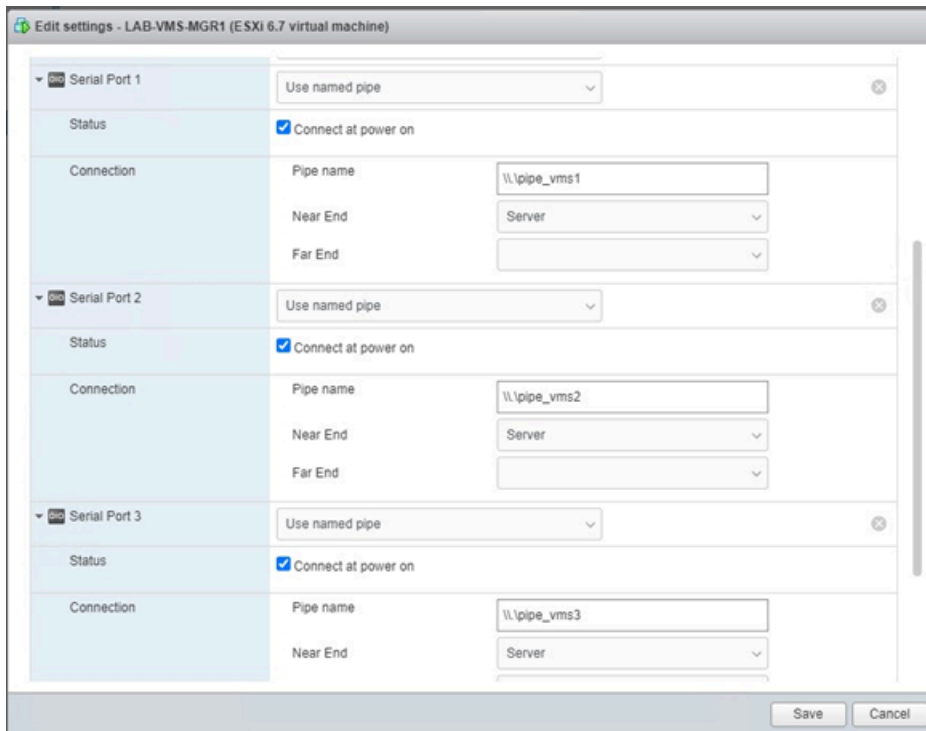 Edit settings - LAB-VMS-MGR1 (ESXi 6.7 virtual machine)
Serial Port 1
Use named pipe
Status
Connect at power on
Connection
Pipe name
\\.\pipe_vms1
Near End
Server
Far End
Serial Port 2
Use named pipe
Status
Connect at power on
Connection
Pipe name
\\.\pipe_vms2
Near End
Server
Far End
Serial Port 3
Use named pipe
Status
Connect at power on
Connection
Pipe name
\\.\pipe_vms3
Near End
Server
Save
Cancel